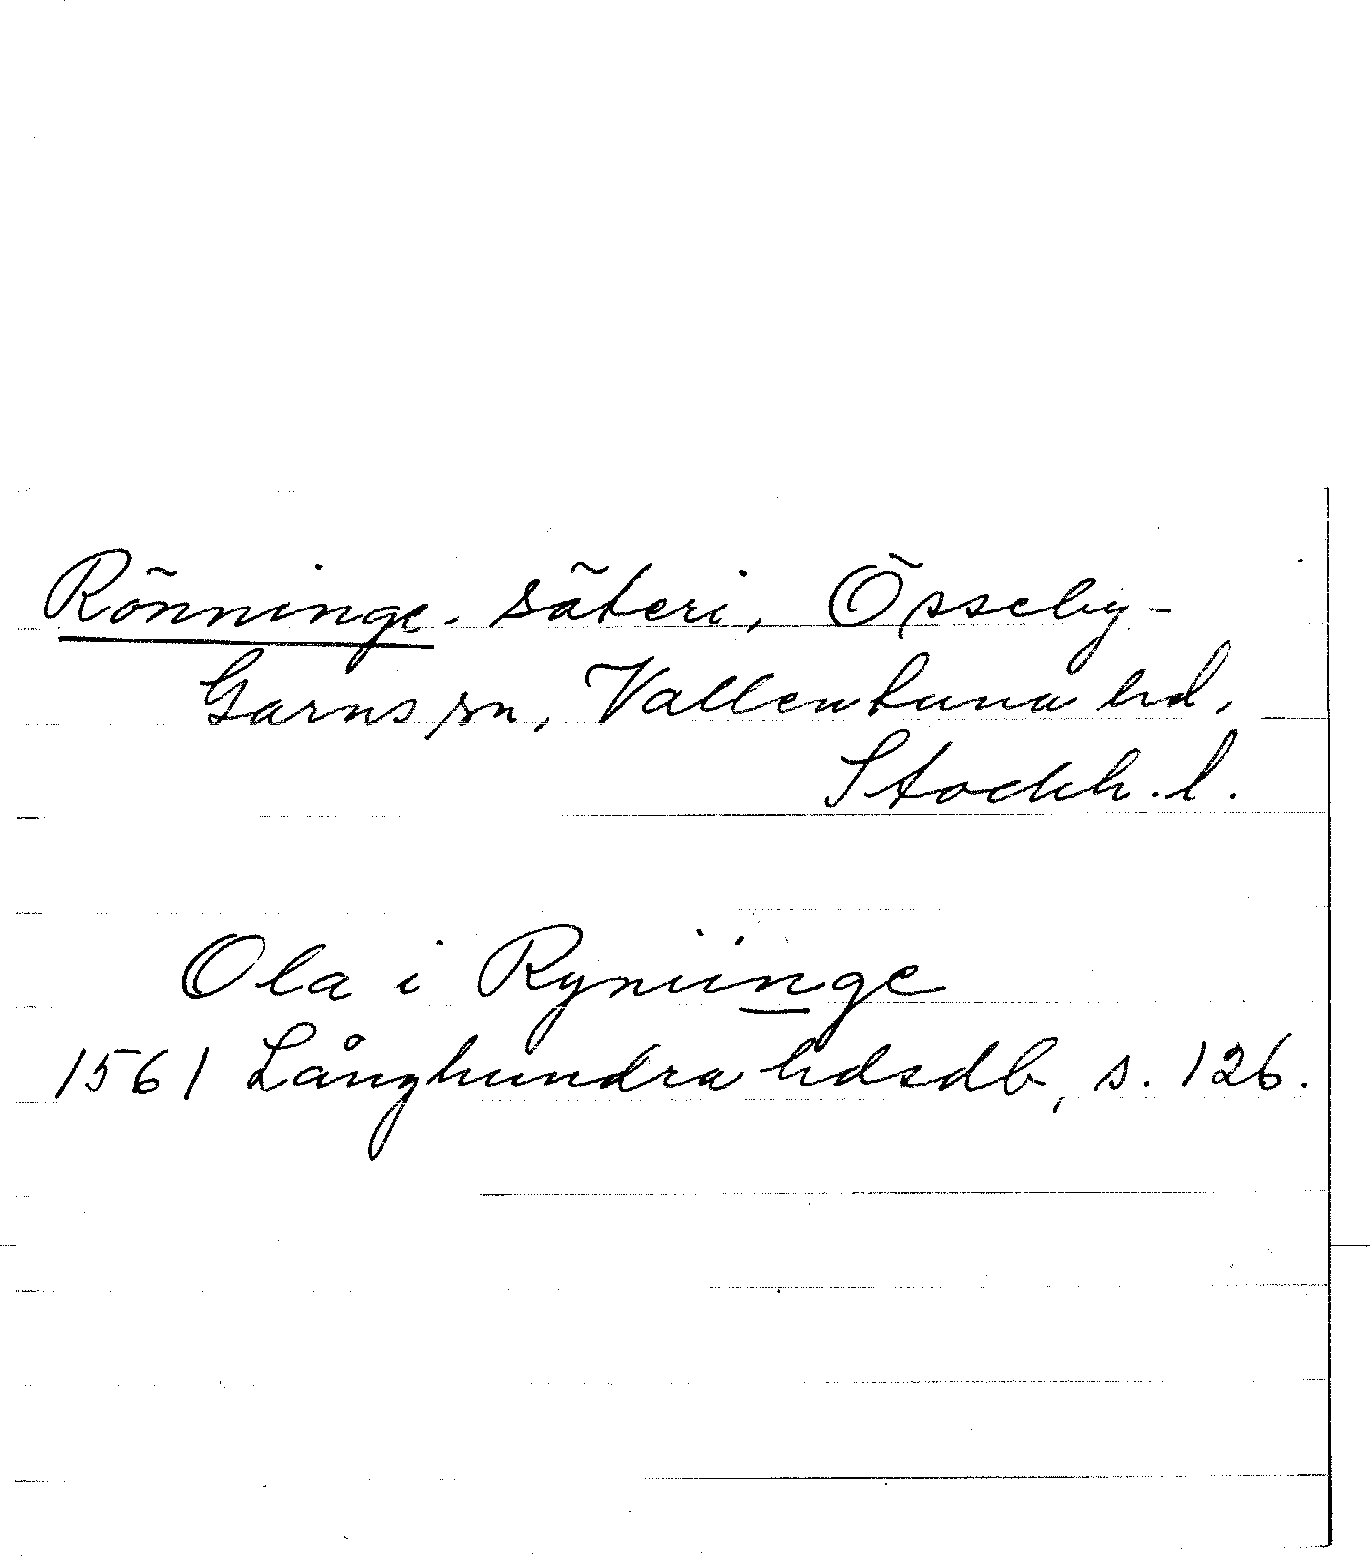 Rönninge. säteri, Össeby-
Garns sn, Vallentuna hd,
Stockh. l.
Ola i Ryniinge
1561 Långhundra hdsdb, s. 126.